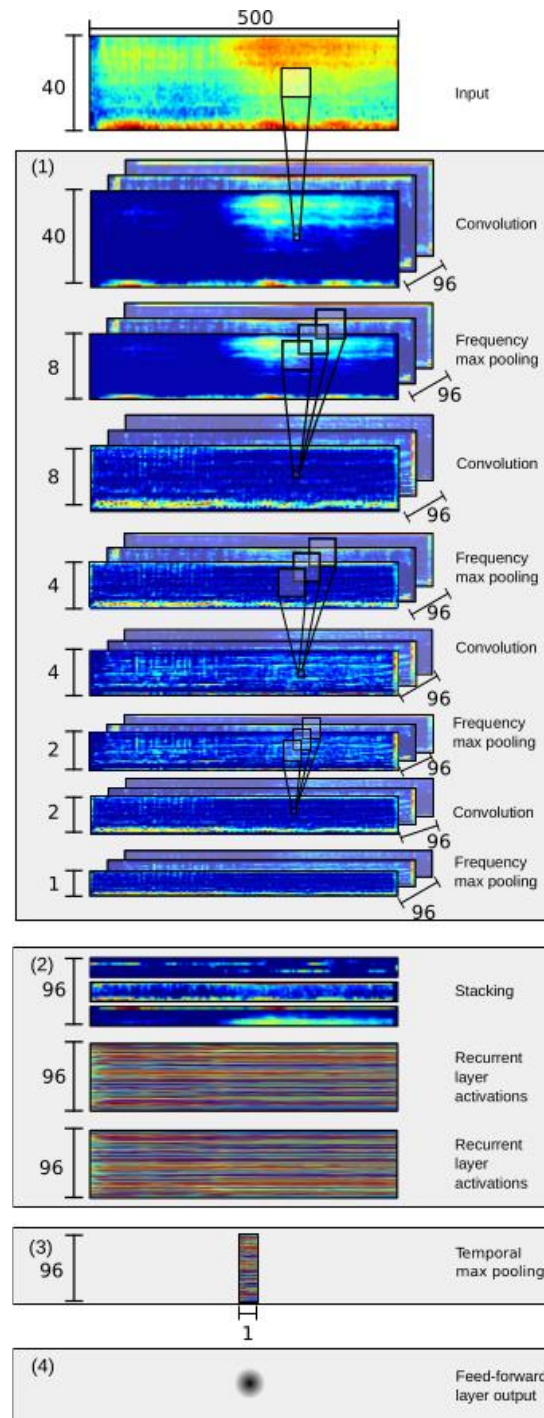 500
40
Input
(1)
40
Convolution
96
8
Frequency
max pooling
96
8
Convolution
96
4
Frequency
max pooling
96
4
Convolution
96
2
Frequency
max pooling
96
2
Convolution
96
1
Frequency
max pooling
96
(2)
96
Stacking
96
Recurrent
layer
activations
96
Recurrent
layer
activations
(3)
96
Temporal
max pooling
1
(4)
Feed-forward
layer output